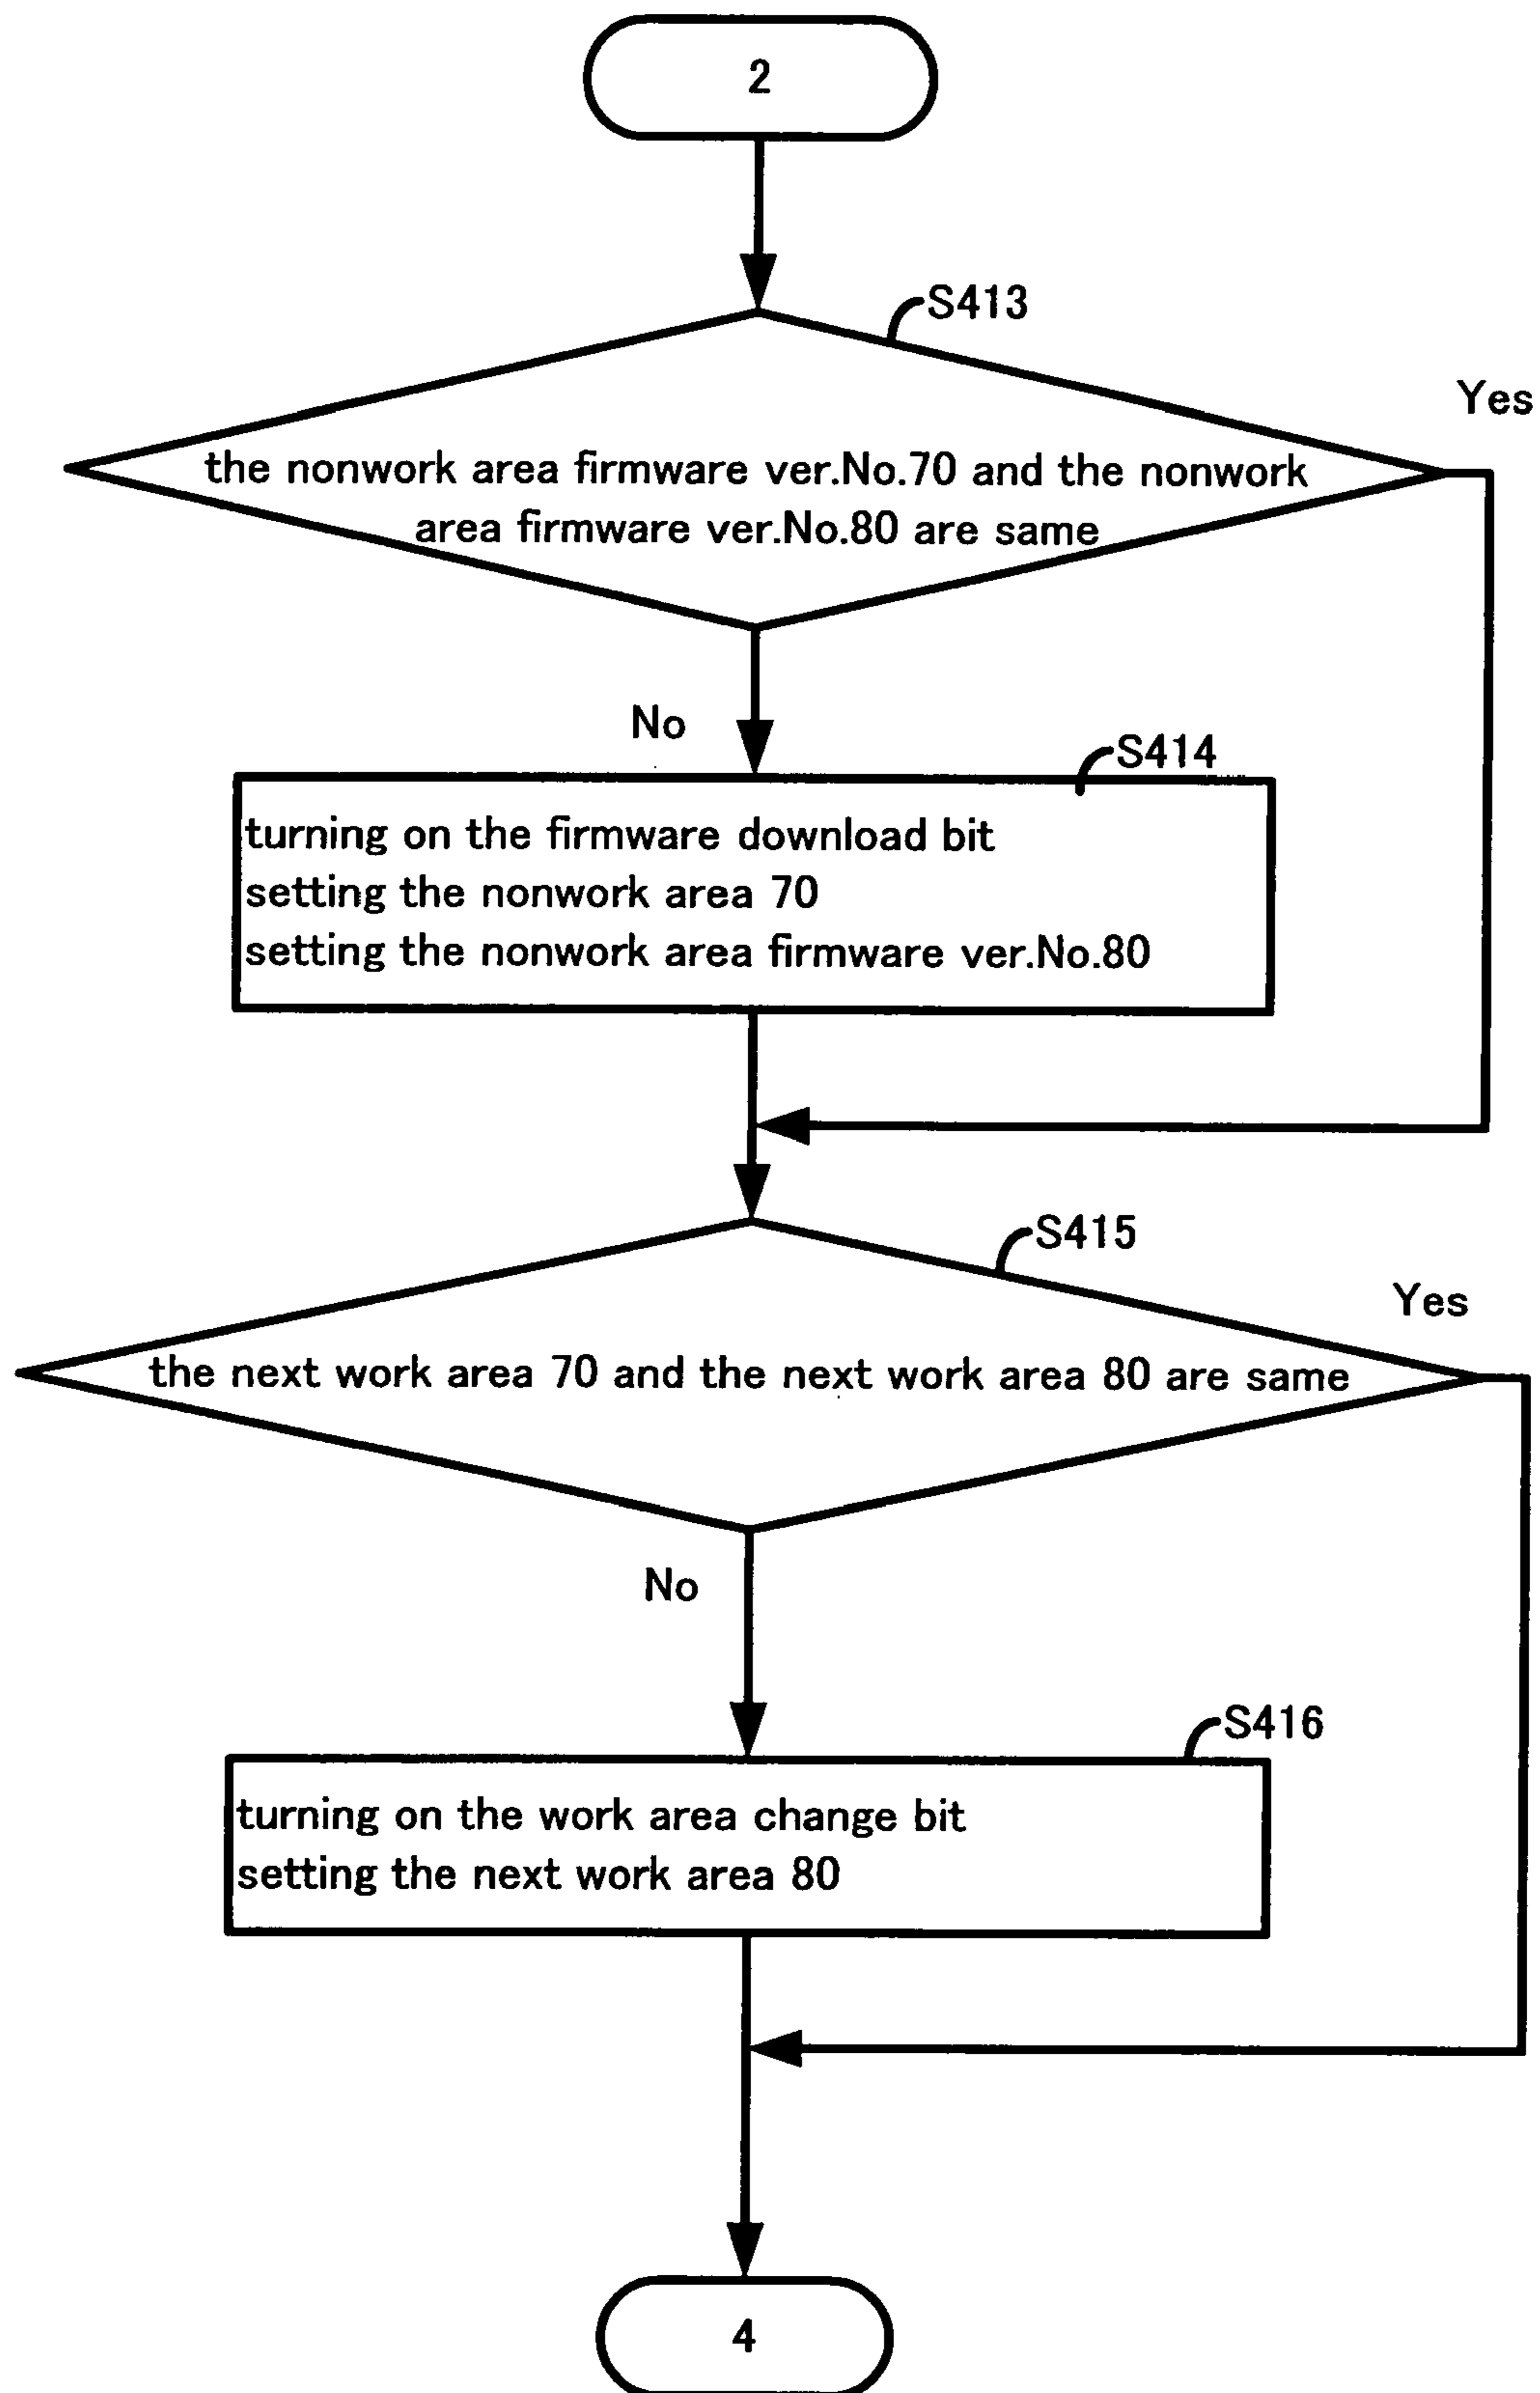 2
S413
Yes
the nonwork area firmware ver.No.70 and the nonwork
area firmware ver.No.80 are same
No
S414
turning on the firmware download bit
setting the nonwork area 70
setting the nonwork area firmware ver.No.80
S415
Yes
the next work area 70 and the next work area 80 are same
No
S416
turning on the work area change bit
setting the next work area 80
4